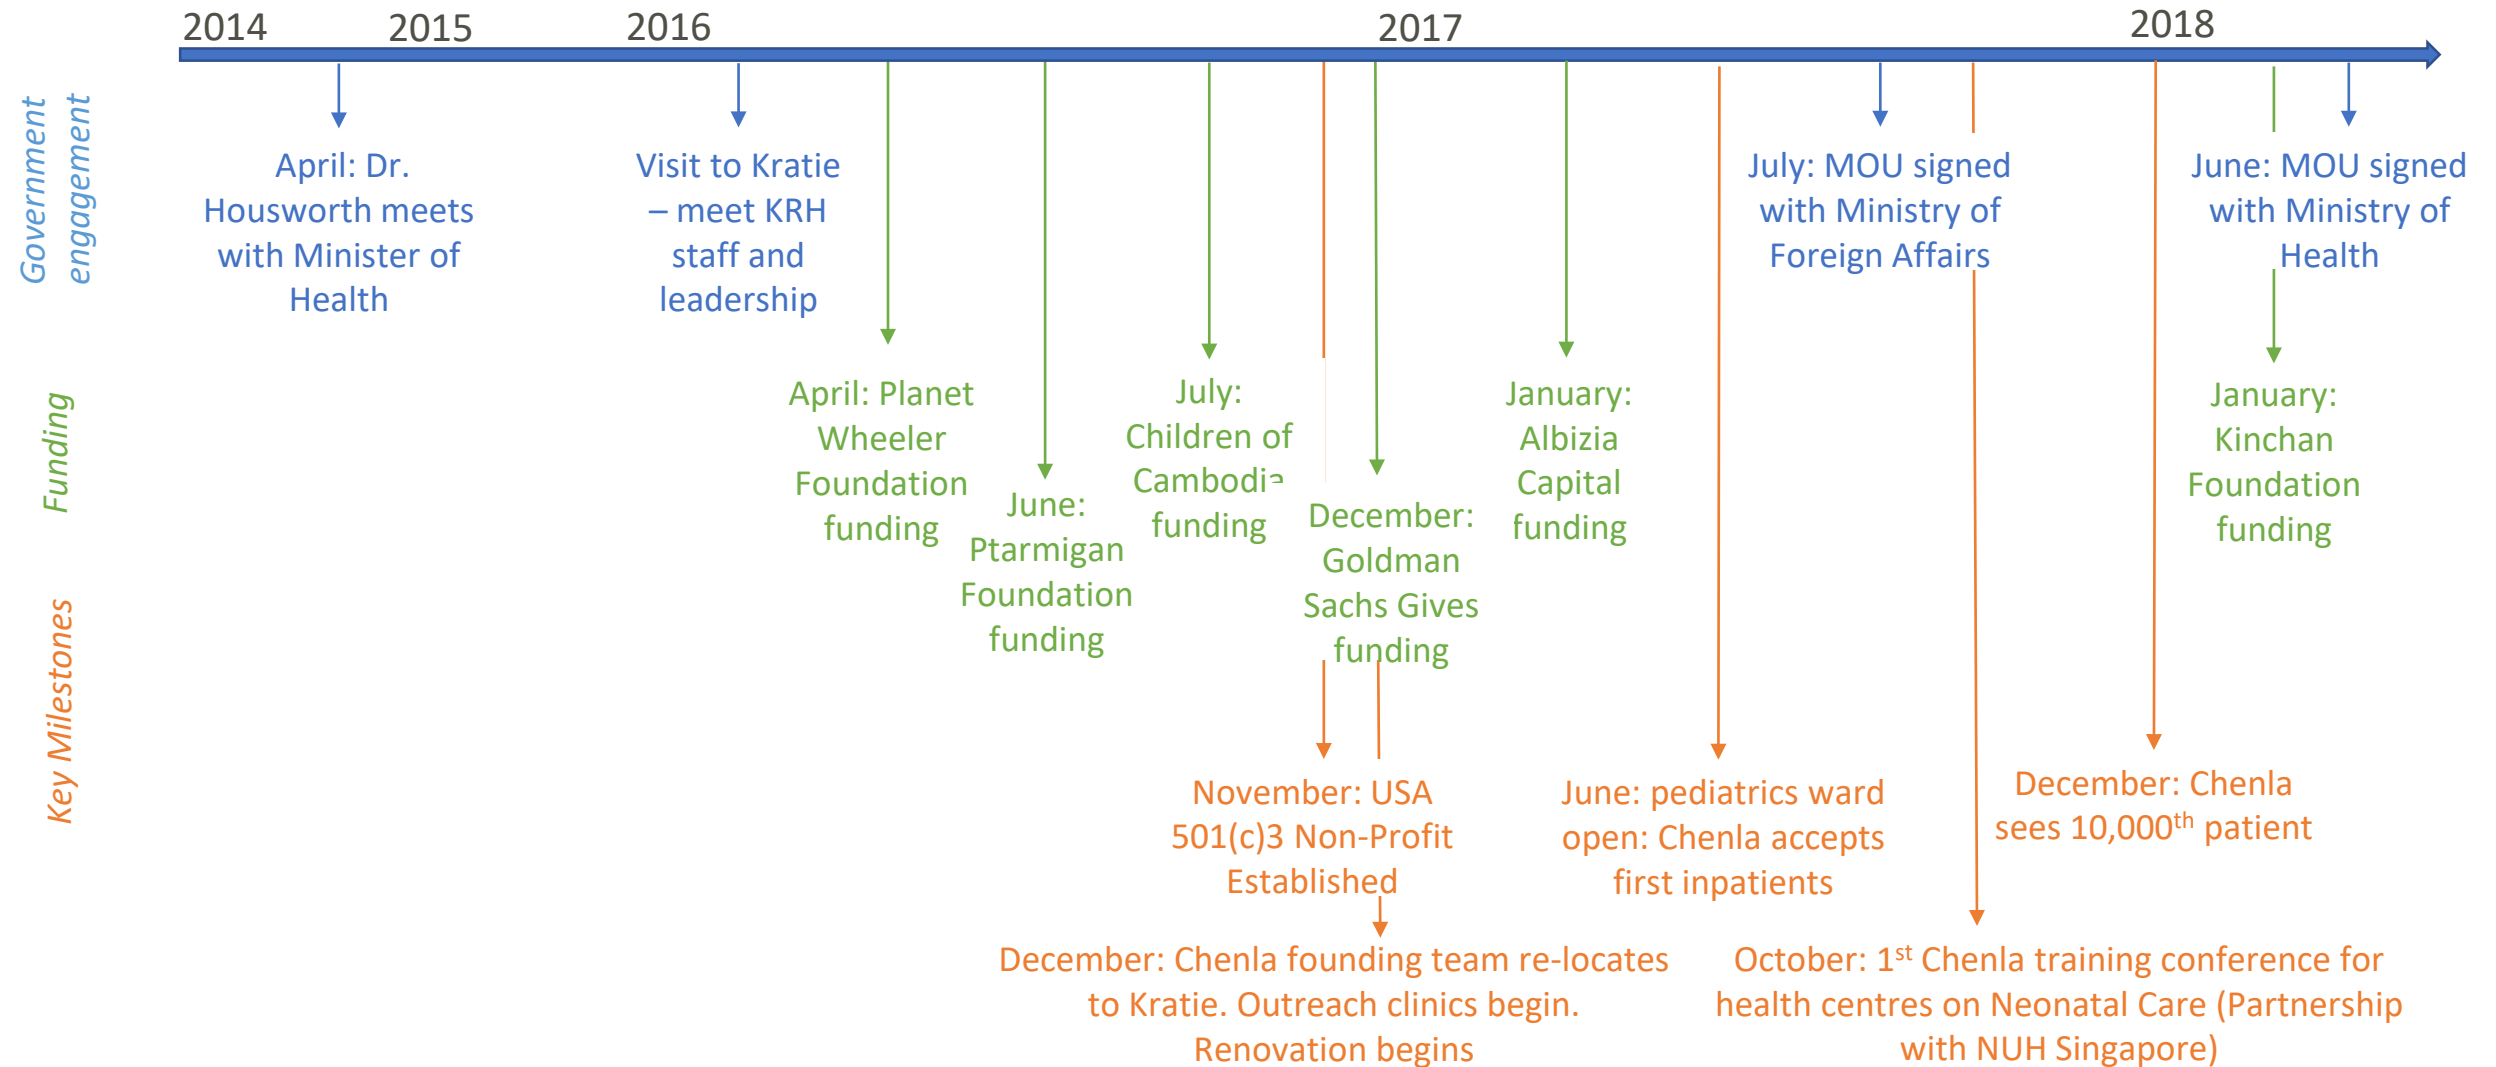 2014
2015
2016
2017
2018
Government
engagement
April: Dr.
Housworth meets
with Minister of
Health
Visit to Kratie
– meet KRH
staff and
leadership
July: MOU signed
with Ministry of
Foreign Affairs
June: MOU signed
with Ministry of
Health
Funding
April: Planet
Wheeler
Foundation
funding
June:
Ptarmigan
Foundation
funding
July:
Children of
Cambodia
funding
December:
Goldman
Sachs Gives
funding
January:
Albizia
Capital
funding
January:
Kinchan
Foundation
funding
Key Milestones
November: USA
501(c)3 Non-Profit
Established
December: Chenla founding team re-locates
to Kratie. Outreach clinics begin.
Renovation begins
June: pediatrics ward
open: Chenla accepts
first inpatients
October: 1st Chenla training conference for
health centres on Neonatal Care (Partnership
with NUH Singapore)
December: Chenla
sees 10,000th patient